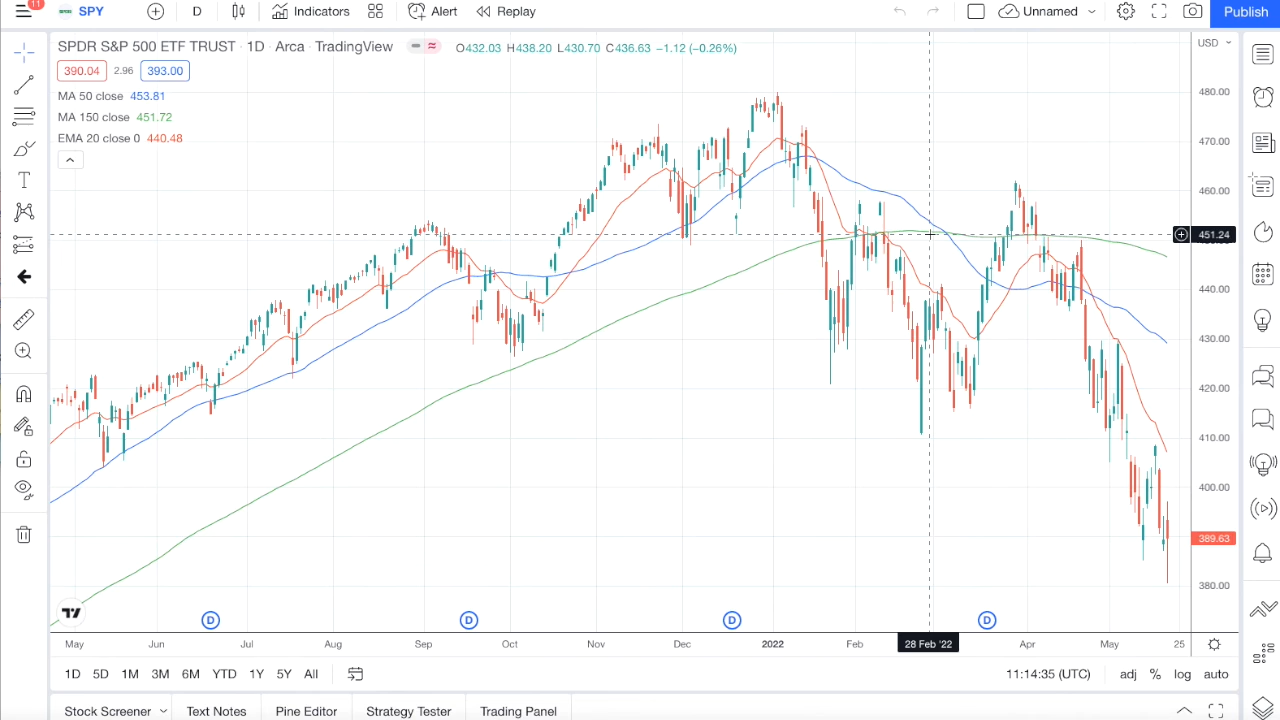 11
SPY D Indicators Alert Replay Unnamed Publish
SPDR S&P 500 ETF TRUST · 1D · Arca · TradingView O432.03 H438.20 L430.70 C436.63 −1.12 (−0.26%) USD
390.04 2.96 393.00
MA 50 close 453.81
MA 150 close 451.72
EMA 20 close 0 440.48
480.00
470.00
460.00
451.24
440.00
430.00
420.00
410.00
400.00
389.63
380.00
D D D D
May Jun Jul Aug Sep Oct Nov Dec 2022 Feb 28 Feb '22 Apr May 25
1D 5D 1M 3M 6M YTD 1Y 5Y All 11:14:35 (UTC) adj % log auto
Stock Screener Text Notes Pine Editor Strategy Tester Trading Panel